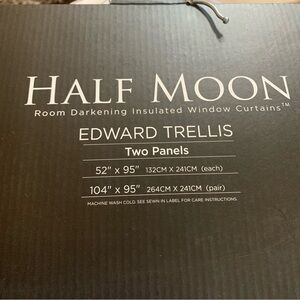 HALF MOON
Room Darkening Insulated Window Curtains™
EDWARD TRELLIS
Two Panels
52" x 95" 132CM X 241CM (each)
104" x 95" 264CM X 241CM (pair)
MACHINE WASH COLD. SEE SEWN IN LABEL FOR CARE INSTRUCTIONS.